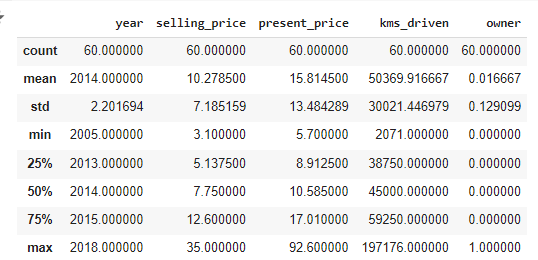 year selling_price present_price kms_driven owner
count 60.000000 60.000000 60.000000 60.000000 60.000000
mean 2014.000000 10.278500 15.814500 50369.916667 0.016667
std 2.201694 7.185159 13.484289 30021.446979 0.129099
min 2005.000000 3.100000 5.700000 2071.000000 0.000000
25% 2013.000000 5.137500 8.912500 38750.000000 0.000000
50% 2014.000000 7.750000 10.585000 45000.000000 0.000000
75% 2015.000000 12.600000 17.010000 59250.000000 0.000000
max 2018.000000 35.000000 92.600000 197176.000000 1.000000